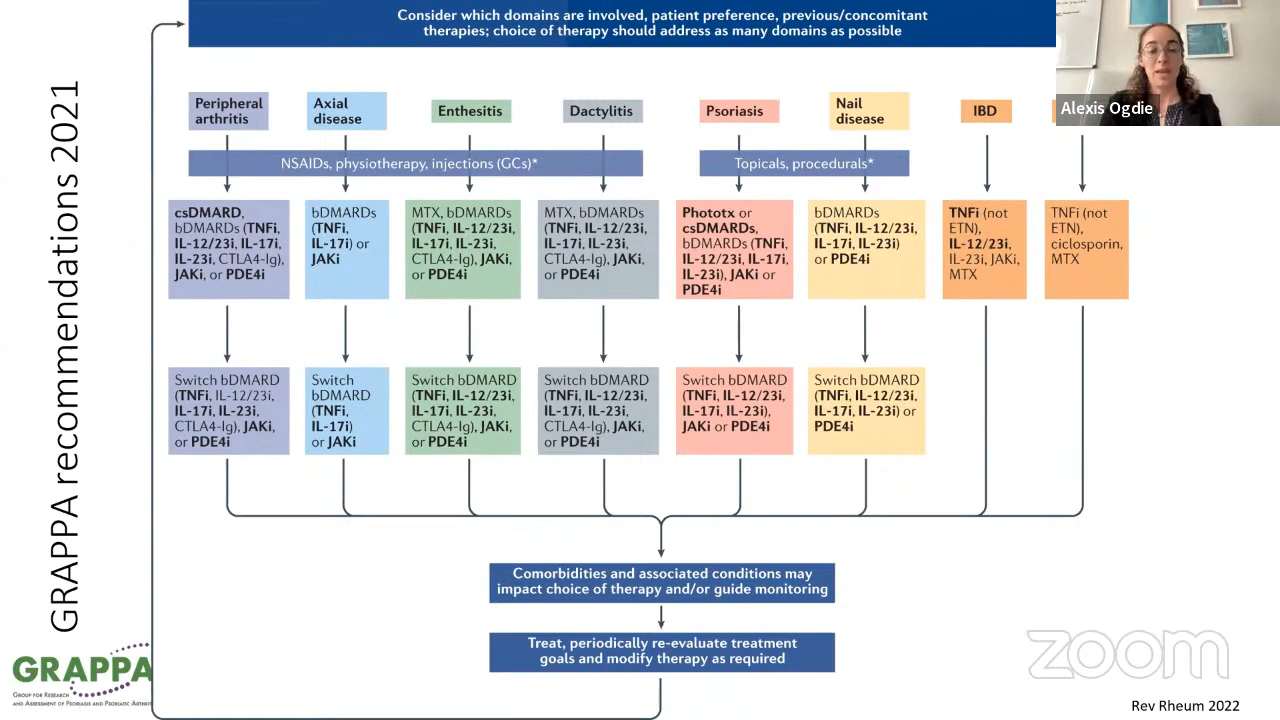 Consider which domains are involved, patient preference, previous/concomitant
therapies; choice of therapy should address as many domains as possible
Alexis Ogdie
GRAPPA recommendations 2021
Peripheral
arthritis
Axial
disease
Enthesitis
Dactylitis
Psoriasis
Nail
disease
IBD
NSAIDs, physiotherapy, injections (GCs)*
Topicals, procedurals*
csDMARD,
bDMARDs (TNFi,
IL-12/23i, IL-17i,
IL-23i, CTLA4-Ig),
JAKi, or PDE4i
bDMARDs
(TNFi,
IL-17i) or
JAKi
MTX, bDMARDs
(TNFi, IL-12/23i,
IL-17i, IL-23i,
CTLA4-Ig), JAKi,
or PDE4i
MTX, bDMARDs
(TNFi, IL-12/23i,
IL-17i, IL-23i,
CTLA4-Ig), JAKi,
or PDE4i
Phototx or
csDMARDs,
bDMARDs (TNFi,
IL-12/23i, IL-17i,
IL-23i), JAKi or
PDE4i
bDMARDs
(TNFi, IL-12/23i,
IL-17i, IL-23i)
or PDE4i
TNFi (not
ETN),
IL-12/23i,
IL-23i, JAKi,
MTX
TNFi (not
ETN),
ciclosporin,
MTX
Switch bDMARD
(TNFi, IL-12/23i,
IL-17i, IL-23i,
CTLA4-Ig), JAKi,
or PDE4i
Switch
bDMARD
(TNFi,
IL-17i)
or JAKi
Switch bDMARD
(TNFi, IL-12/23i,
IL-17i, IL-23i,
CTLA4-Ig), JAKi,
or PDE4i
Switch bDMARD
(TNFi, IL-12/23i,
IL-17i, IL-23i,
CTLA4-Ig), JAKi,
or PDE4i
Switch bDMARD
(TNFi, IL-12/23i,
IL-17i, IL-23i),
JAKi or PDE4i
Switch bDMARD
(TNFi, IL-12/23i,
IL-17i, IL-23i) or
PDE4i
Comorbidities and associated conditions may
impact choice of therapy and/or guide monitoring
Treat, periodically re-evaluate treatment
goals and modify therapy as required
GRAPPA
Group for Research
and Assessment of Psoriasis and Psoriatic Arthrit
zoom
Rev Rheum 2022